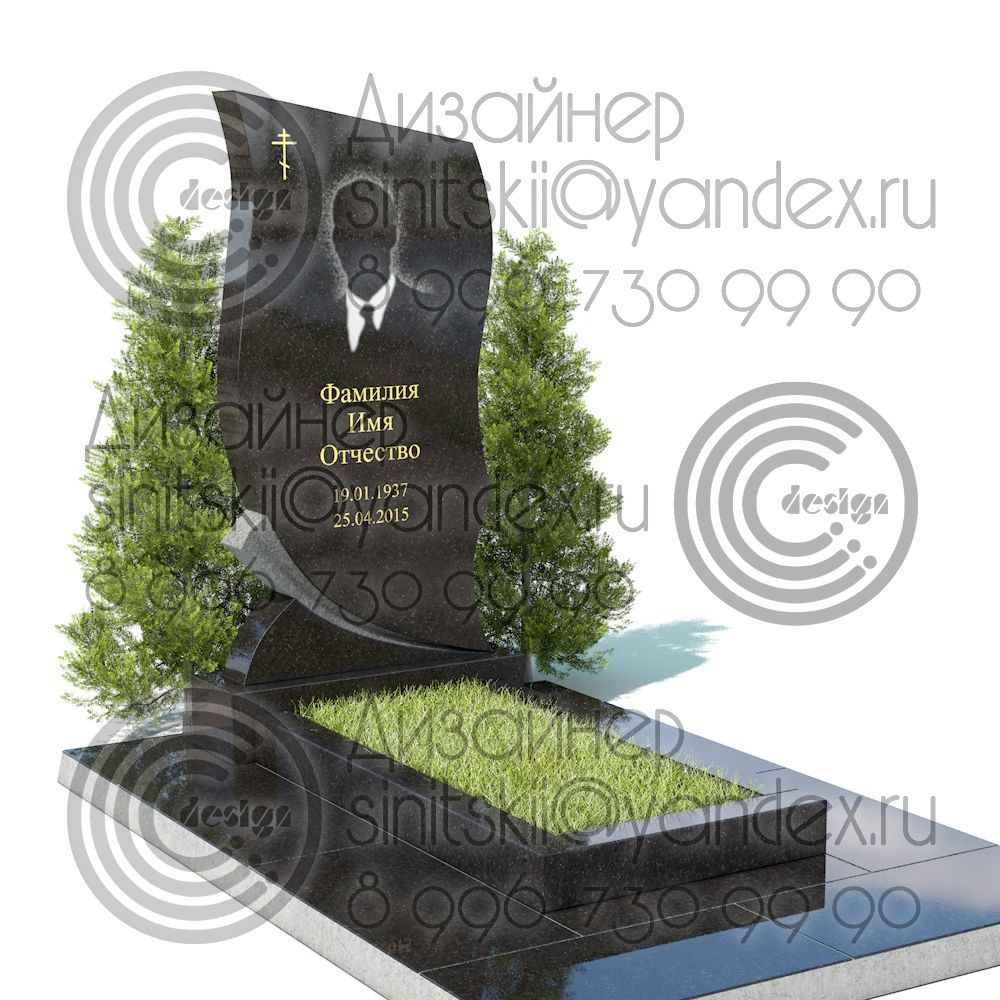 design
Дизайнер
sinitskii@yandex.ru
8 996 730 99 90
Фамилия
Имя
Отчество
19.01.1937
25.04.2015
Дизайнер
sinitskii@yandex.ru
8 996 730 99 90
design
design
Дизайнер
sinitskii@yandex.ru
8 996 730 99 90